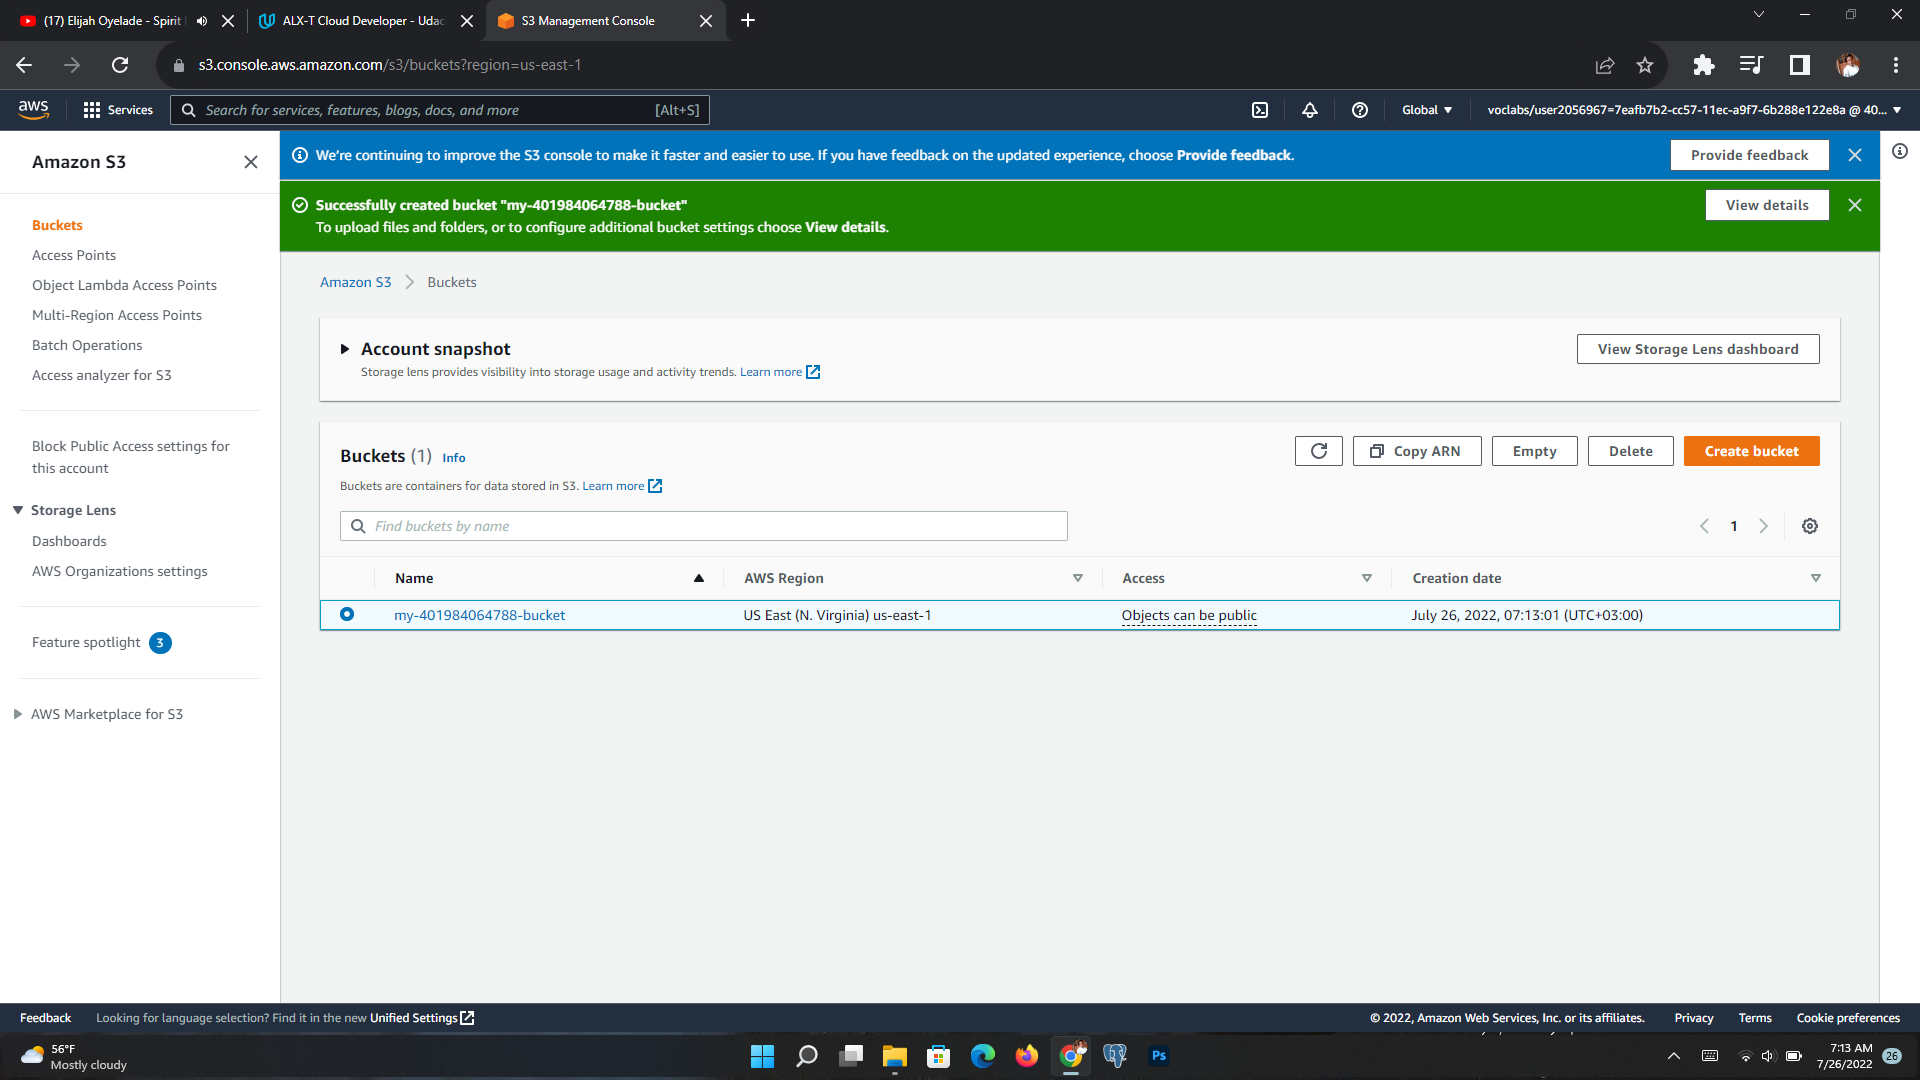 (17) Elijah Oyelade - Spirit
ALX-T Cloud Developer - Udac
S3 Management Console
s3.console.aws.amazon.com/s3/buckets?region=us-east-1
aws
Services
Search for services, features, blogs, docs, and more
[Alt+S]
Global
voclabs/user2056967=7eafb7b2-cc57-11ec-a9f7-6b288e122e8a @ 40...
Amazon S3
We're continuing to improve the S3 console to make it faster and easier to use. If you have feedback on the updated experience, choose Provide feedback.
Provide feedback
Successfully created bucket "my-401984064788-bucket"
To upload files and folders, or to configure additional bucket settings choose View details.
View details
Buckets
Access Points
Object Lambda Access Points
Multi-Region Access Points
Batch Operations
Access analyzer for S3
Block Public Access settings for
this account
Storage Lens
Dashboards
AWS Organizations settings
Feature spotlight 3
AWS Marketplace for S3
Amazon S3
Buckets
Account snapshot
Storage lens provides visibility into storage usage and activity trends. Learn more
View Storage Lens dashboard
Buckets (1) Info
Buckets are containers for data stored in S3. Learn more
Copy ARN
Empty
Delete
Create bucket
Find buckets by name
1
Name
AWS Region
Access
Creation date
my-401984064788-bucket
US East (N. Virginia) us-east-1
Objects can be public
July 26, 2022, 07:13:01 (UTC+03:00)
Feedback
Looking for language selection? Find it in the new Unified Settings
© 2022, Amazon Web Services, Inc. or its affiliates.
Privacy
Terms
Cookie preferences
56°F
Mostly cloudy
Ps
7:13 AM
7/26/2022
26